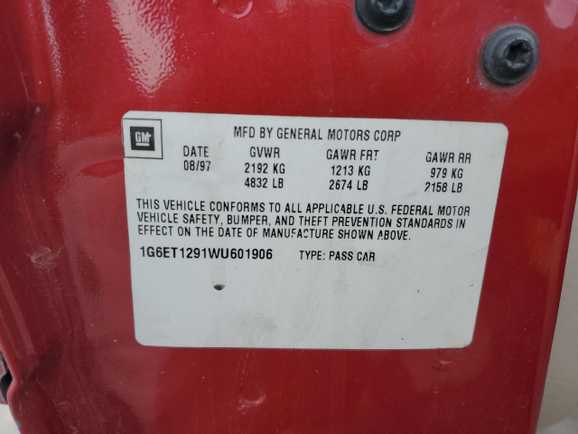 GM
MFD BY GENERAL MOTORS CORP
DATE GVWR GAWR FRT GAWR RR
08/97 2192 KG 1213 KG 979 KG
4832 LB 2674 LB 2158 LB
THIS VEHICLE CONFORMS TO ALL APPLICABLE U.S. FEDERAL MOTOR
VEHICLE SAFETY, BUMPER, AND THEFT PREVENTION STANDARDS IN
EFFECT ON THE DATE OF MANUFACTURE SHOWN ABOVE.
1G6ET1291WU601906 TYPE: PASS CAR